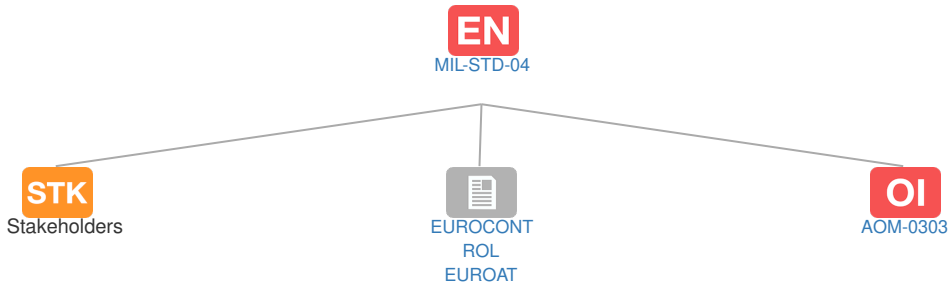 EN
MIL-STD-04
STK
Stakeholders
EUROCONT
ROL
EUROAT
OI
AOM-0303